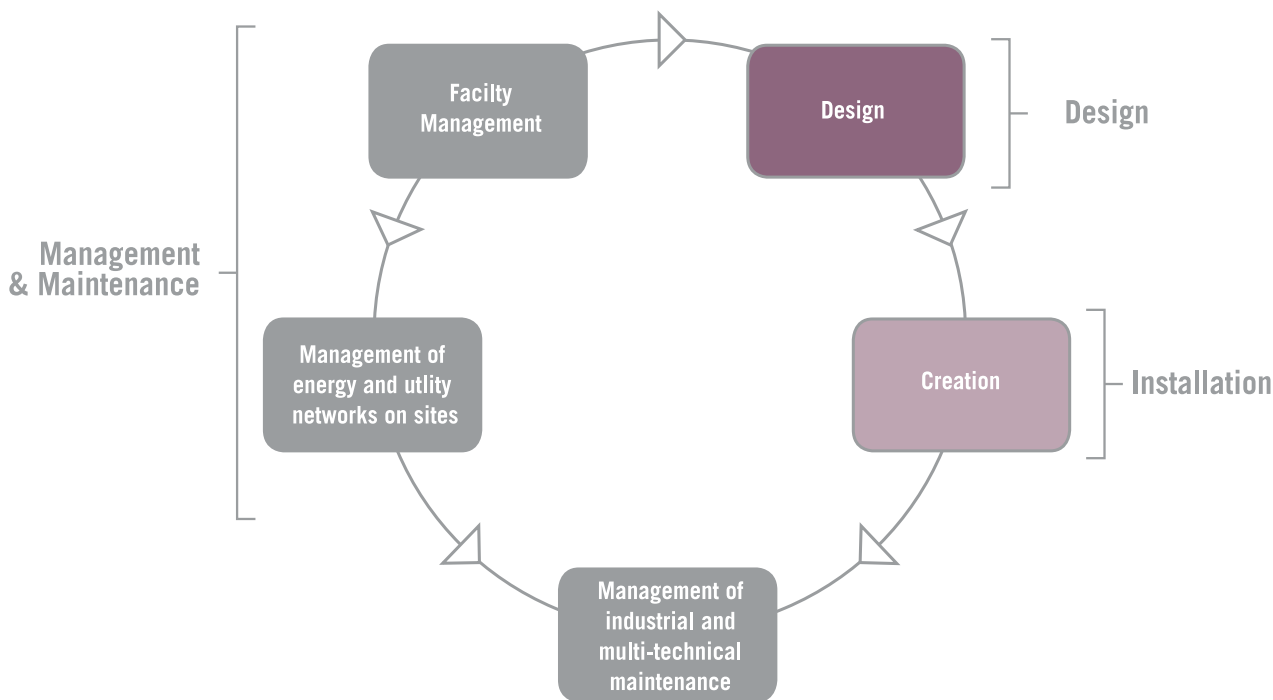 Facilty
Management
Design
Design
Management
& Maintenance
Management of
energy and utlity
networks on sites
Creation
Installation
Management of
industrial and
multi-technical
maintenance